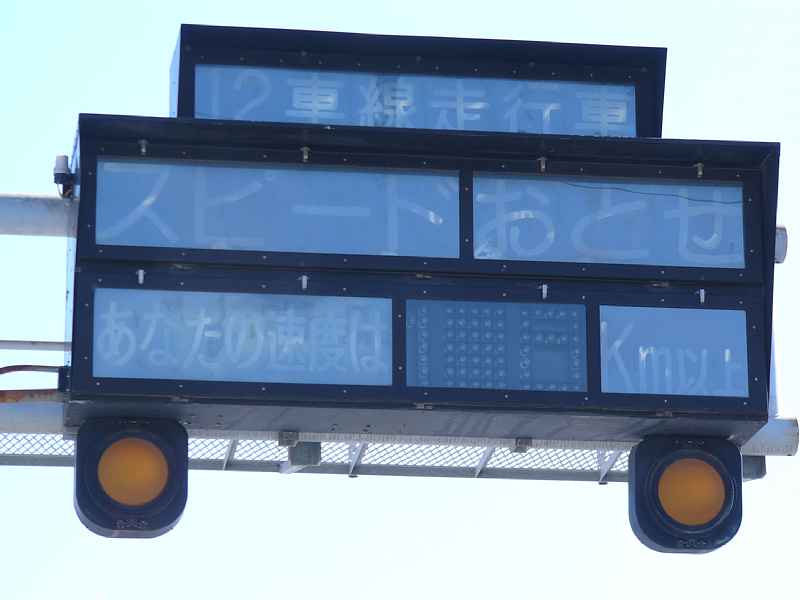 12車線走行車
スピードおとせ
あなたの速度は
Km以上